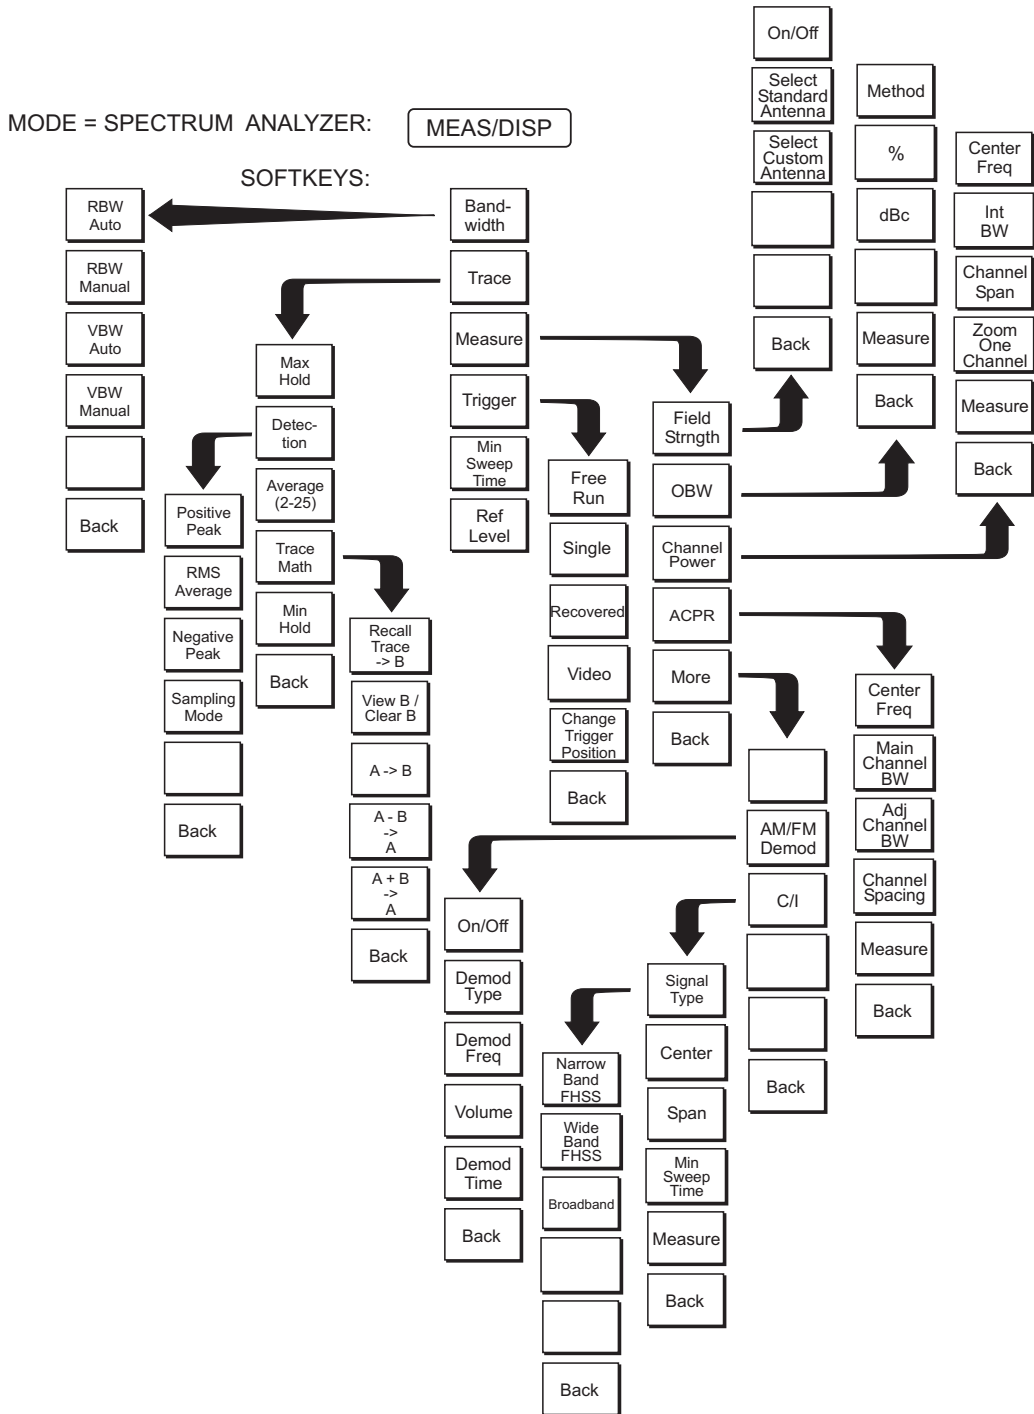 MODE = SPECTRUM ANALYZER:
MEAS/DISP
SOFTKEYS:
RBW
Auto
RBW
Manual
VBW
Auto
VBW
Manual
Back
Band-
width
Trace
Measure
Trigger
Min
Sweep
Time
Ref
Level
Max
Hold
Detec-
tion
Average
(2-25)
Trace
Math
Min
Hold
Back
Positive
Peak
RMS
Average
Negative
Peak
Sampling
Mode
Back
Recall
Trace
-> B
View B /
Clear B
A -> B
A - B
->
A
A + B
->
A
Back
Free
Run
Single
Recovered
Video
Change
Trigger
Position
Back
Field
Strngth
OBW
Channel
Power
ACPR
More
Back
On/Off
Select
Standard
Antenna
Select
Custom
Antenna
Back
Method
%
dBc
Measure
Back
Center
Freq
Int
BW
Channel
Span
Zoom
One
Channel
Measure
Back
Center
Freq
Main
Channel
BW
Adj
Channel
BW
Channel
Spacing
Measure
Back
AM/FM
Demod
C/I
Back
On/Off
Demod
Type
Demod
Freq
Volume
Demod
Time
Back
Signal
Type
Center
Span
Min
Sweep
Time
Measure
Back
Narrow
Band
FHSS
Wide
Band
FHSS
Broadband
Back